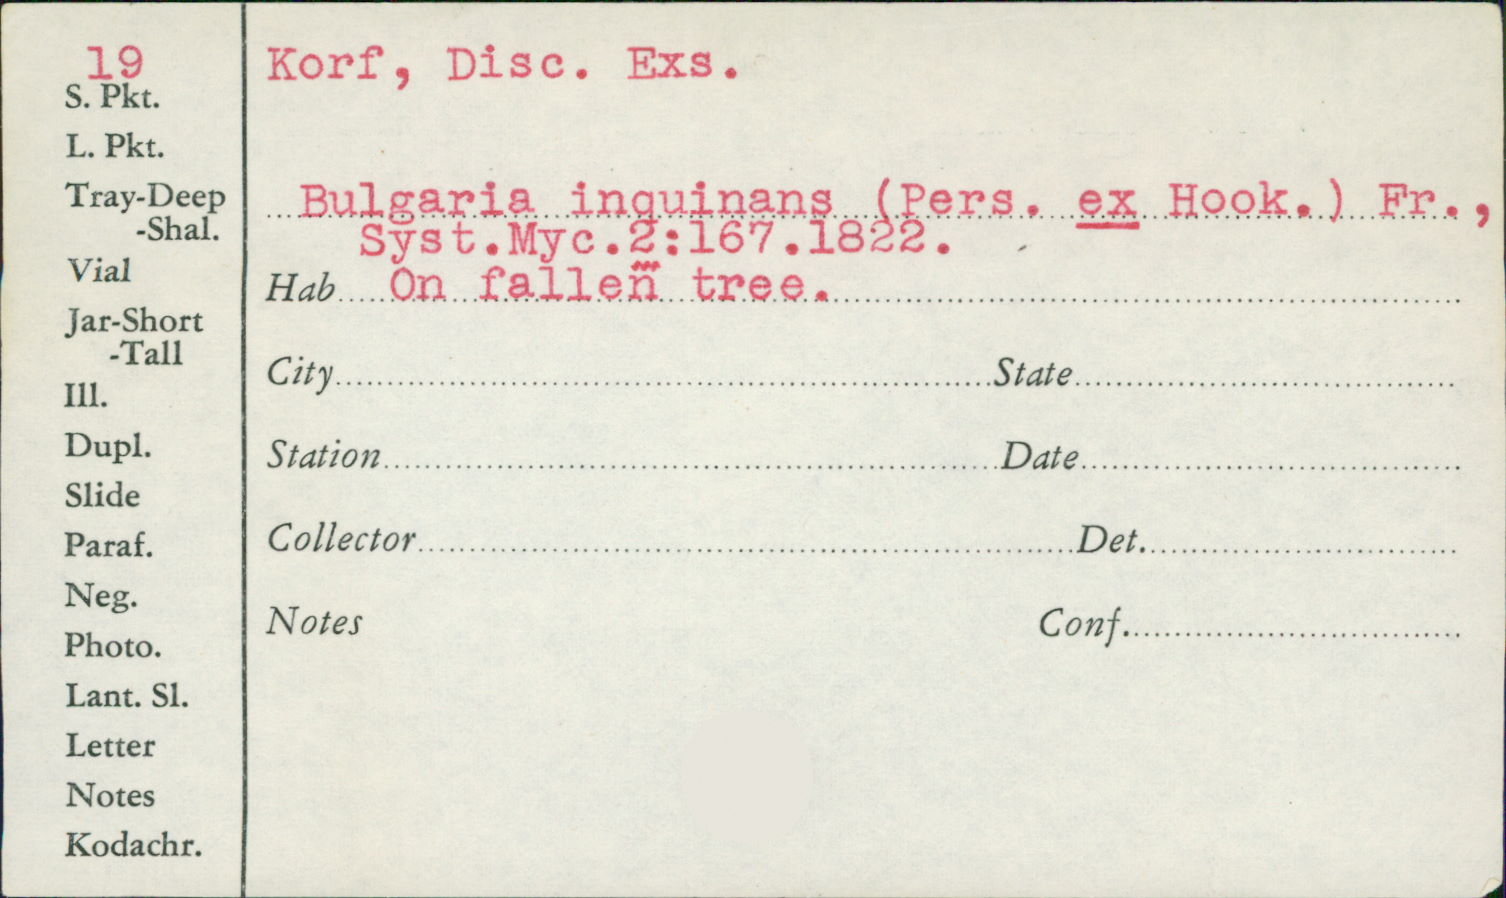 19
S. Pkt.
L. Pkt.
Tray-Deep
-Shal.
Vial
Jar-Short
-Tall
Ill.
Dupl.
Slide
Paraf.
Neg.
Photo.
Lant. Sl.
Letter
Notes
Kodachr.
Korf, Disc. Exs.
Bulgaria inquinans (Pers. ex Hook.) Fr.,
Syst.Myc.2:167.1822.
Hab On fallen tree.
City State
Station Date
Collector Det.
Notes Conf.